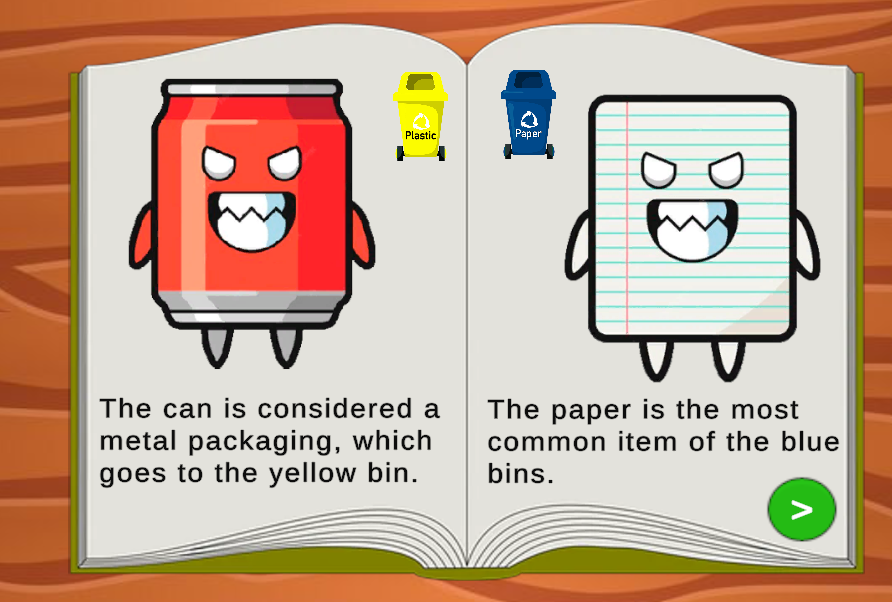 Plastic
Paper
The can is considered a
metal packaging, which
goes to the yellow bin.
The paper is the most
common item of the blue
bins.
>